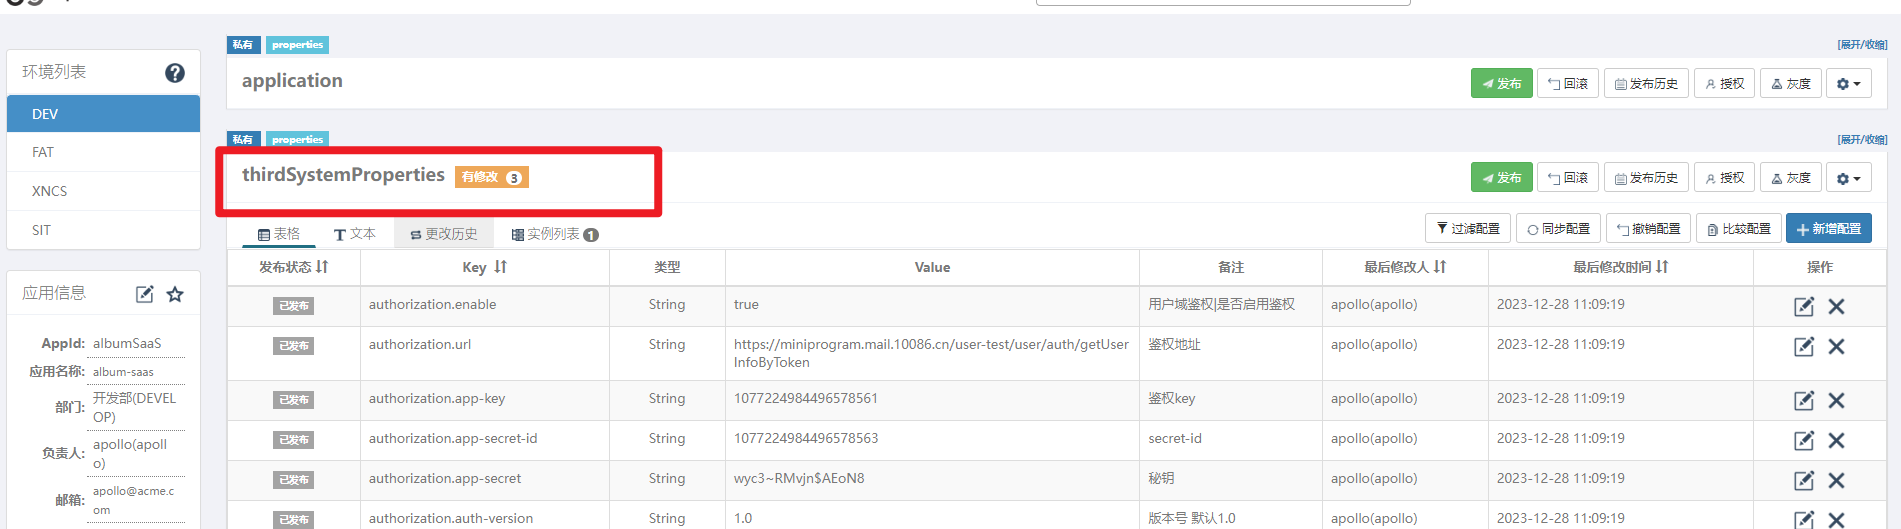 私有 properties [展开/收缩]
环境列表
application 发布 回滚 发布历史 授权 灰度
DEV
私有 properties [展开/收缩]
FAT
thirdSystemProperties 有修改 3 发布 回滚 发布历史 授权 灰度
XNCS
SIT
表格 文本 更改历史 实例列表 1 过滤配置 同步配置 撤销配置 比较配置 新增配置
发布状态 Key 类型 Value 备注 最后修改人 最后修改时间 操作
应用信息
已发布 authorization.enable String true 用户域鉴权|是否启用鉴权 apollo(apollo) 2023-12-28 11:09:19
AppId: albumSaaS
已发布 authorization.url String https://miniprogram.mail.10086.cn/user-test/user/auth/getUser 鉴权地址 apollo(apollo) 2023-12-28 11:09:19
InfoByToken
应用名称: album-saas
部门: 开发部(DEVEL
OP)
已发布 authorization.app-key String 1077224984496578561 鉴权key apollo(apollo) 2023-12-28 11:09:19
负责人: apollo(apoll
o)
已发布 authorization.app-secret-id String 1077224984496578563 secret-id apollo(apollo) 2023-12-28 11:09:19
已发布 authorization.app-secret String wyc3~RMvjn$AEoN8 秘钥 apollo(apollo) 2023-12-28 11:09:19
邮箱: apollo@acme.c
om
已发布 authorization.auth-version String 1.0 版本号 默认1.0 apollo(apollo) 2023-12-28 11:09:19